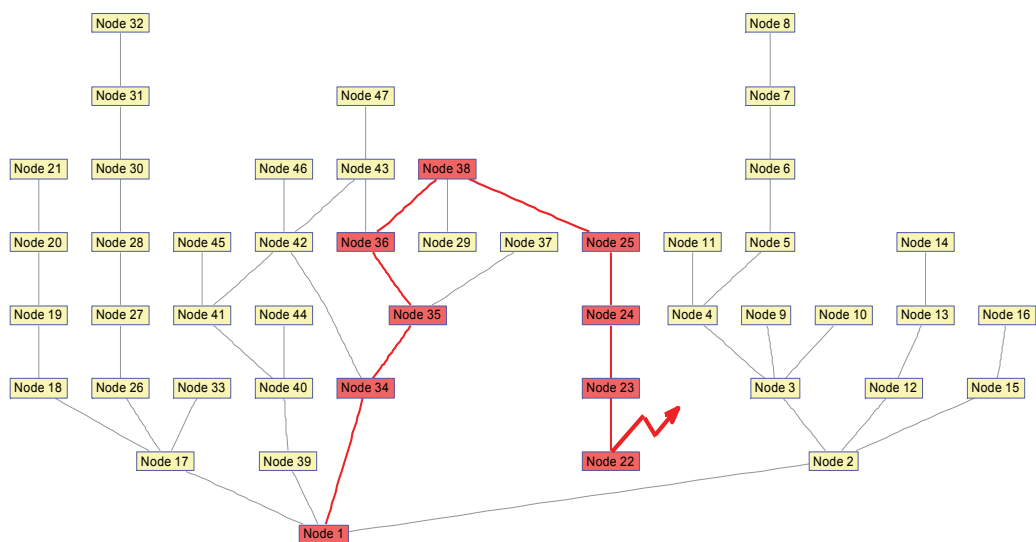 Node 32
Node 8
Node 31
Node 47
Node 7
Node 21
Node 30
Node 46
Node 43
Node 38
Node 6
Node 20
Node 28
Node 45
Node 42
Node 36
Node 29
Node 37
Node 25
Node 11
Node 5
Node 14
Node 19
Node 27
Node 41
Node 44
Node 35
Node 24
Node 4
Node 9
Node 10
Node 13
Node 16
Node 18
Node 26
Node 33
Node 40
Node 34
Node 23
Node 3
Node 12
Node 15
Node 17
Node 39
Node 22
Node 2
Node 1